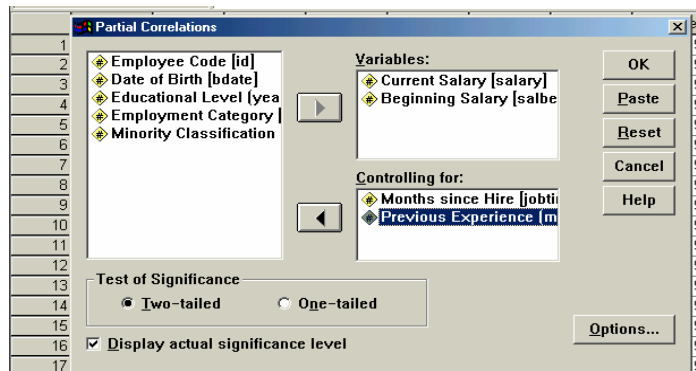 Partial Correlations
1
2
3
4
5
6
7
8
9
10
11
12
13
14
15
16
17
Employee Code [id]
Date of Birth [bdate]
Educational Level (yea
Employment Category [
Minority Classification
Variables:
Current Salary [salary]
Beginning Salary [salbe
Controlling for:
Months since Hire [jobti
Previous Experience (m
OK
Paste
Reset
Cancel
Help
Test of Significance
Two-tailed
One-tailed
Display actual significance level
Options...